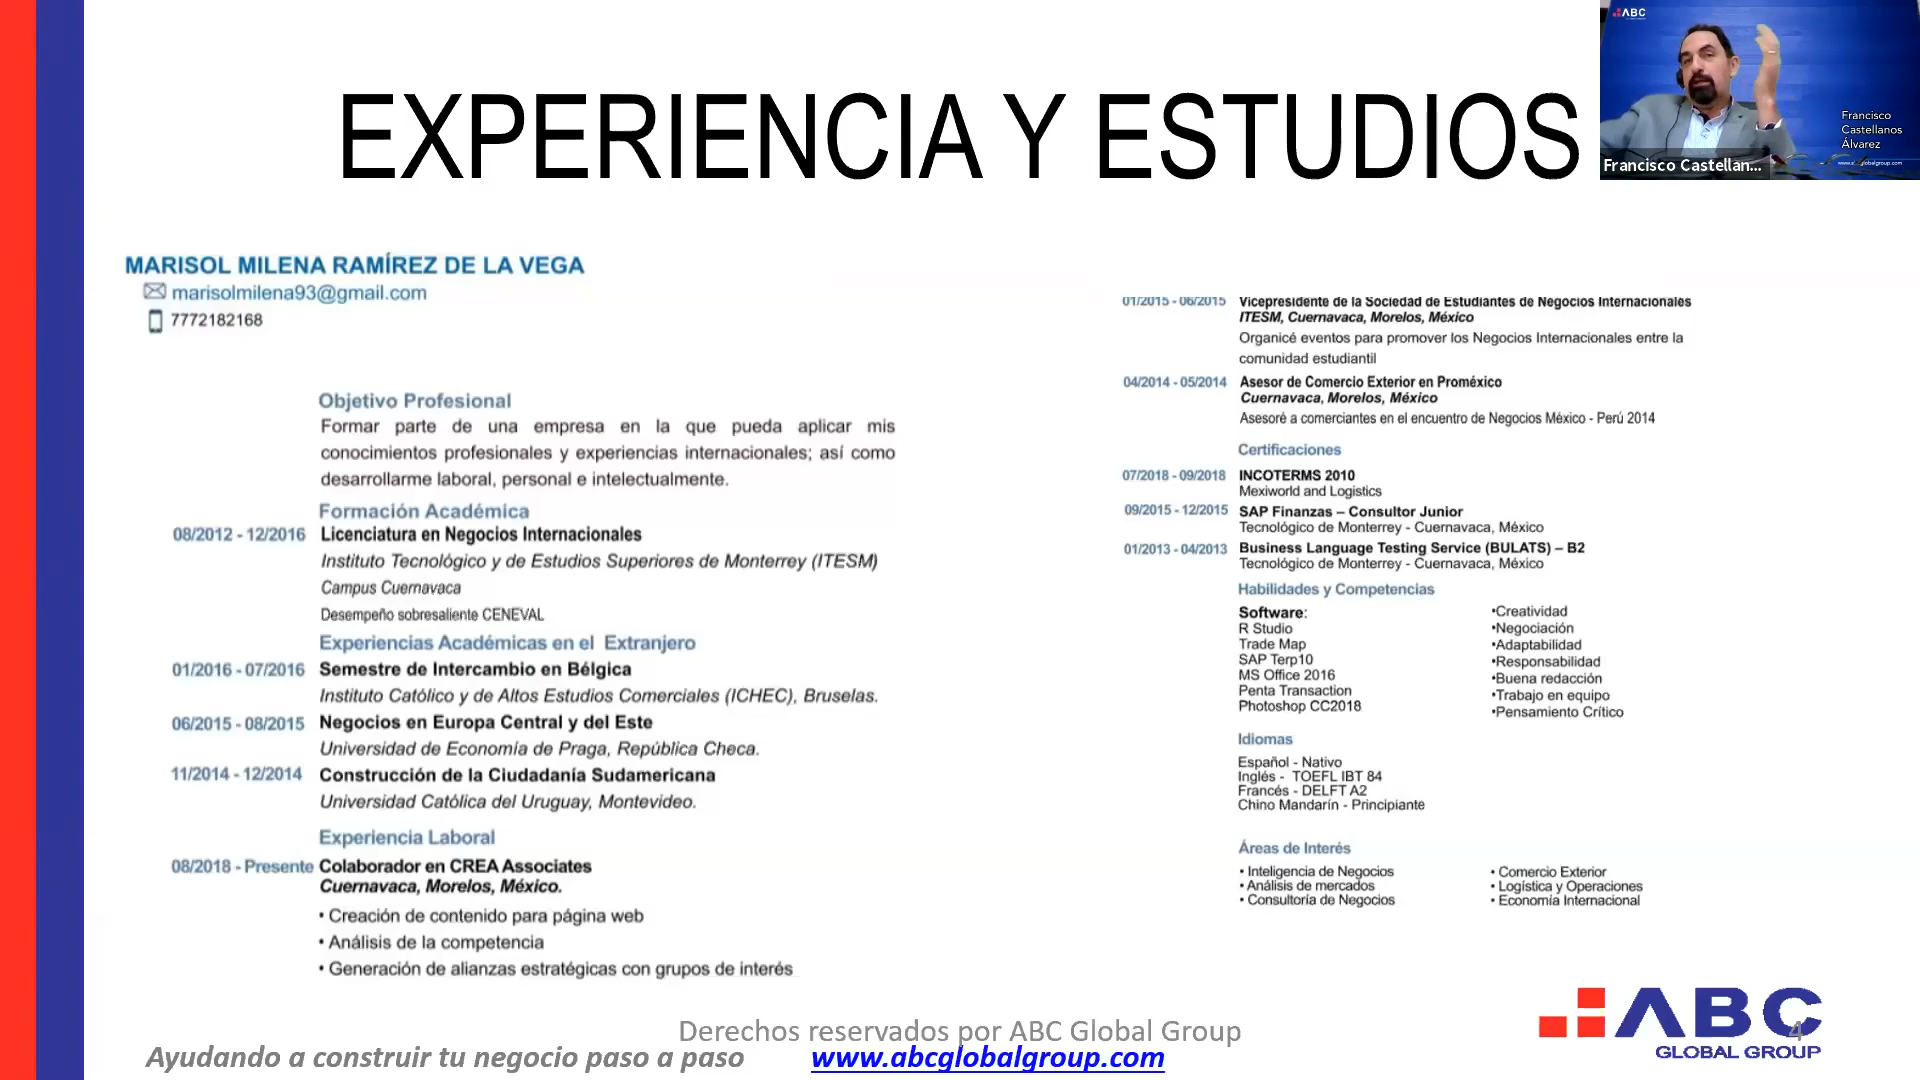 EXPERIENCIA Y ESTUDIOS
ABC
Francisco
Castellanos
Álvarez
Francisco Castellan...
MARISOL MILENA RAMÍREZ DE LA VEGA
marisolmilena93@gmail.com
7772182168
Objetivo Profesional
Formar parte de una empresa en la que pueda aplicar mis
conocimientos profesionales y experiencias internacionales; así como
desarrollarme laboral, personal e intelectualmente.
Formación Académica
08/2012 - 12/2016 Licenciatura en Negocios Internacionales
Instituto Tecnológico y de Estudios Superiores de Monterrey (ITESM)
Campus Cuernavaca
Desempeño sobresaliente CENEVAL
Experiencias Académicas en el Extranjero
01/2016 - 07/2016 Semestre de Intercambio en Bélgica
Instituto Católico y de Altos Estudios Comerciales (ICHEC), Bruselas.
06/2015 - 08/2015 Negocios en Europa Central y del Este
Universidad de Economía de Praga, República Checa.
11/2014 - 12/2014 Construcción de la Ciudadanía Sudamericana
Universidad Católica del Uruguay, Montevideo.
Experiencia Laboral
08/2018 - Presente Colaborador en CREA Associates
Cuernavaca, Morelos, México.
• Creación de contenido para página web
• Análisis de la competencia
• Generación de alianzas estratégicas con grupos de interés
01/2015 - 06/2015 Vicepresidente de la Sociedad de Estudiantes de Negocios Internacionales
ITESM, Cuernavaca, Morelos, México
Organicé eventos para promover los Negocios Internacionales entre la
comunidad estudiantil
04/2014 - 05/2014 Asesor de Comercio Exterior en Proméxico
Cuernavaca, Morelos, México
Asesoré a comerciantes en el encuentro de Negocios México - Perú 2014
Certificaciones
07/2018 - 09/2018 INCOTERMS 2010
Mexiworld and Logistics
09/2015 - 12/2015 SAP Finanzas – Consultor Junior
Tecnológico de Monterrey - Cuernavaca, México
01/2013 - 04/2013 Business Language Testing Service (BULATS) – B2
Tecnológico de Monterrey - Cuernavaca, México
Habilidades y Competencias
Software:
R Studio
Trade Map
SAP Terp10
MS Office 2016
Penta Transaction
Photoshop CC2018
•Creatividad
•Negociación
•Adaptabilidad
•Responsabilidad
•Buena redacción
•Trabajo en equipo
•Pensamiento Crítico
Idiomas
Español - Nativo
Inglés - TOEFL IBT 84
Francés - DELFT A2
Chino Mandarín - Principiante
Áreas de Interés
• Inteligencia de Negocios
• Análisis de mercados
• Consultoría de Negocios
• Comercio Exterior
• Logística y Operaciones
• Economía Internacional
Derechos reservados por ABC Global Group
Ayudando a construir tu negocio paso a paso www.abcglobalgroup.com
ABC
4
GLOBAL GROUP